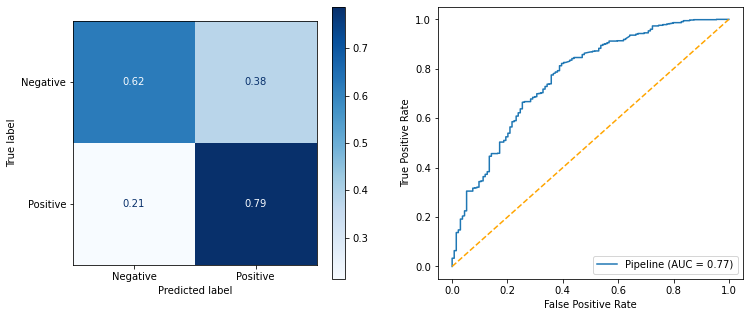 True label
Negative
Positive
0.62
0.38
0.21
0.79
Negative
Positive
Predicted label
0.7
0.6
0.5
0.4
0.3
True Positive Rate
1.0
0.8
0.6
0.4
0.2
0.0
0.0
0.2
0.4
0.6
0.8
1.0
False Positive Rate
Pipeline (AUC = 0.77)